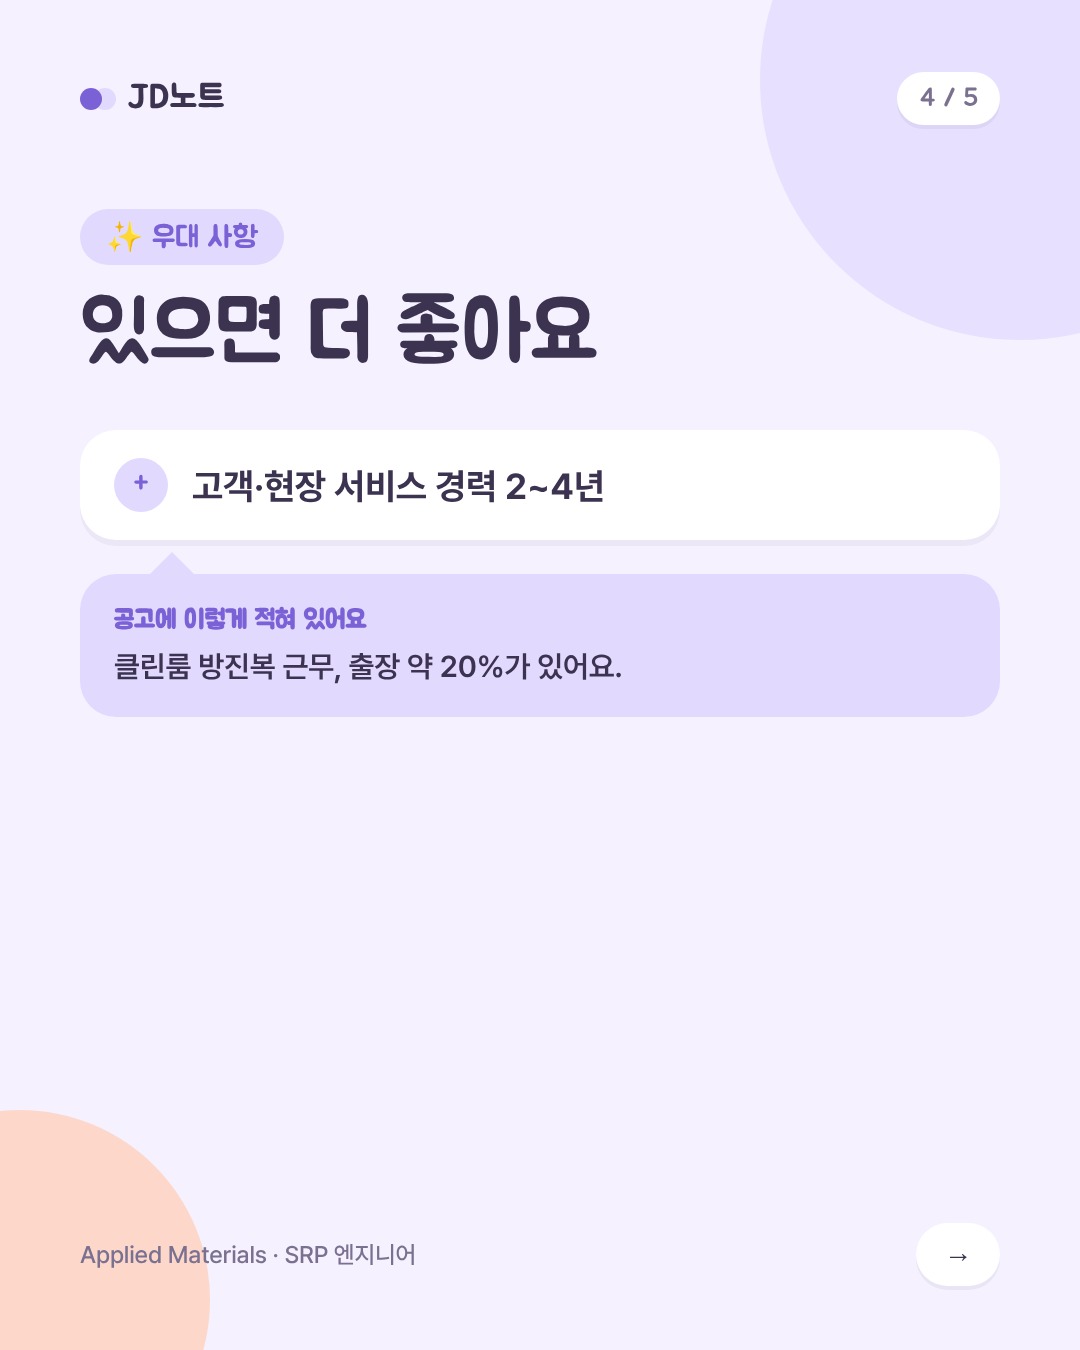 JD노트
4 / 5
✨ 우대 사항
있으면 더 좋아요
+ 고객·현장 서비스 경력 2~4년
공고에 이렇게 적혀 있어요
클린룸 방진복 근무, 출장 약 20%가 있어요.
Applied Materials · SRP 엔지니어
→